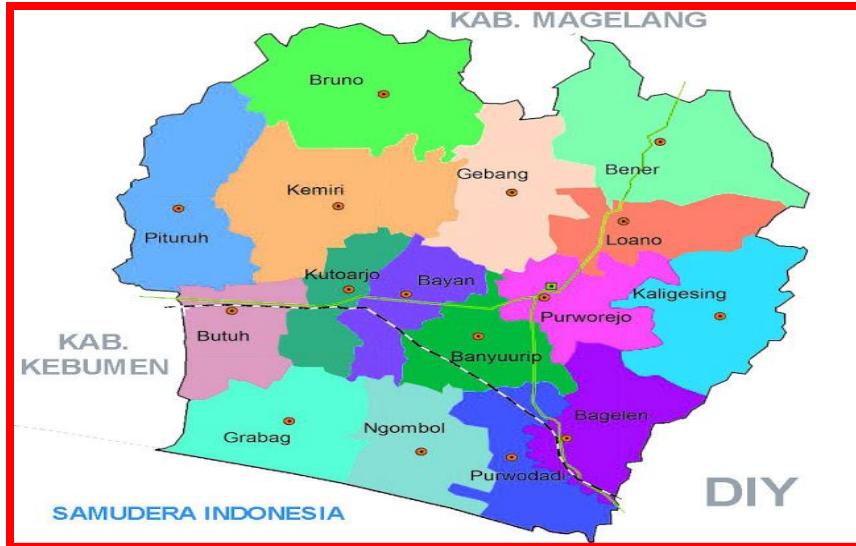 KAB. MAGELANG
Bruno
Bener
Gebang
Kemiri
Pituruh
Loano
Kutoarjo
Bayan
Kaligesing
Purworejo
Butuh
KAB.
KEBUMEN
Banyuurip
Bagelen
Ngombol
Grabag
Purwodadi
DIY
SAMUDERA INDONESIA